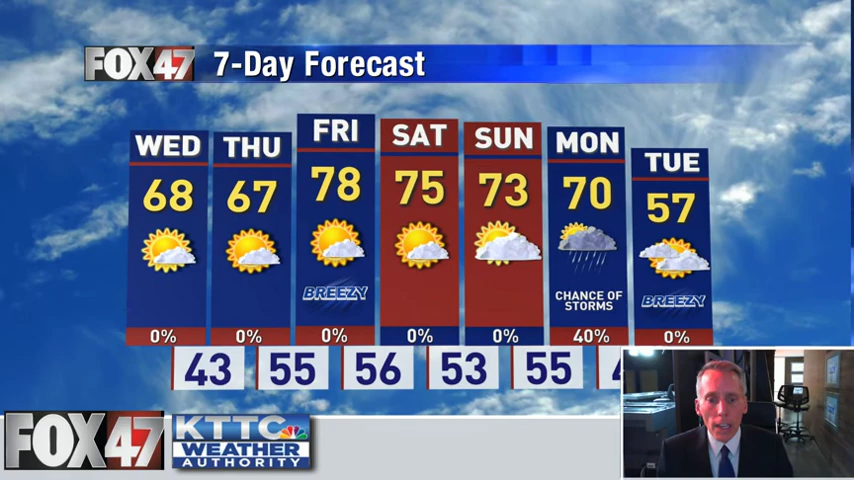 FOX47 7-Day Forecast
WED THU FRI SAT SUN MON TUE
68 67 78 75 73 70 57
BREEZY CHANCE OF STORMS BREEZY
0% 0% 0% 0% 0% 40% 0%
43 55 56 53 55
FOX47
KTTC
WEATHER
AUTHORITY